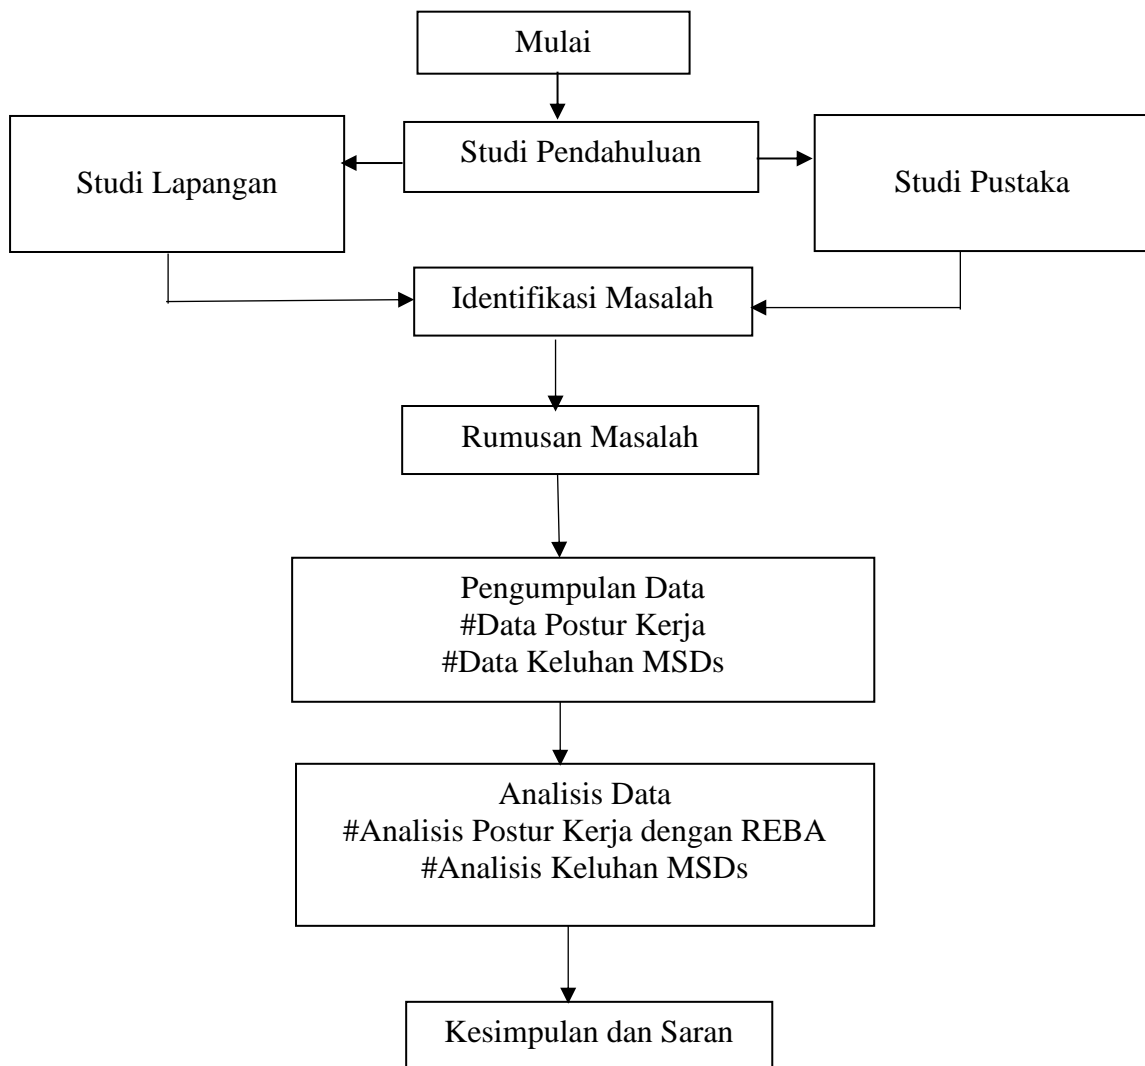 Mulai
Studi Pendahuluan
Studi Lapangan
Studi Pustaka
Identifikasi Masalah
Rumusan Masalah
Pengumpulan Data
#Data Postur Kerja
#Data Keluhan MSDs
Analisis Data
#Analisis Postur Kerja dengan REBA
#Analisis Keluhan MSDs
Kesimpulan dan Saran